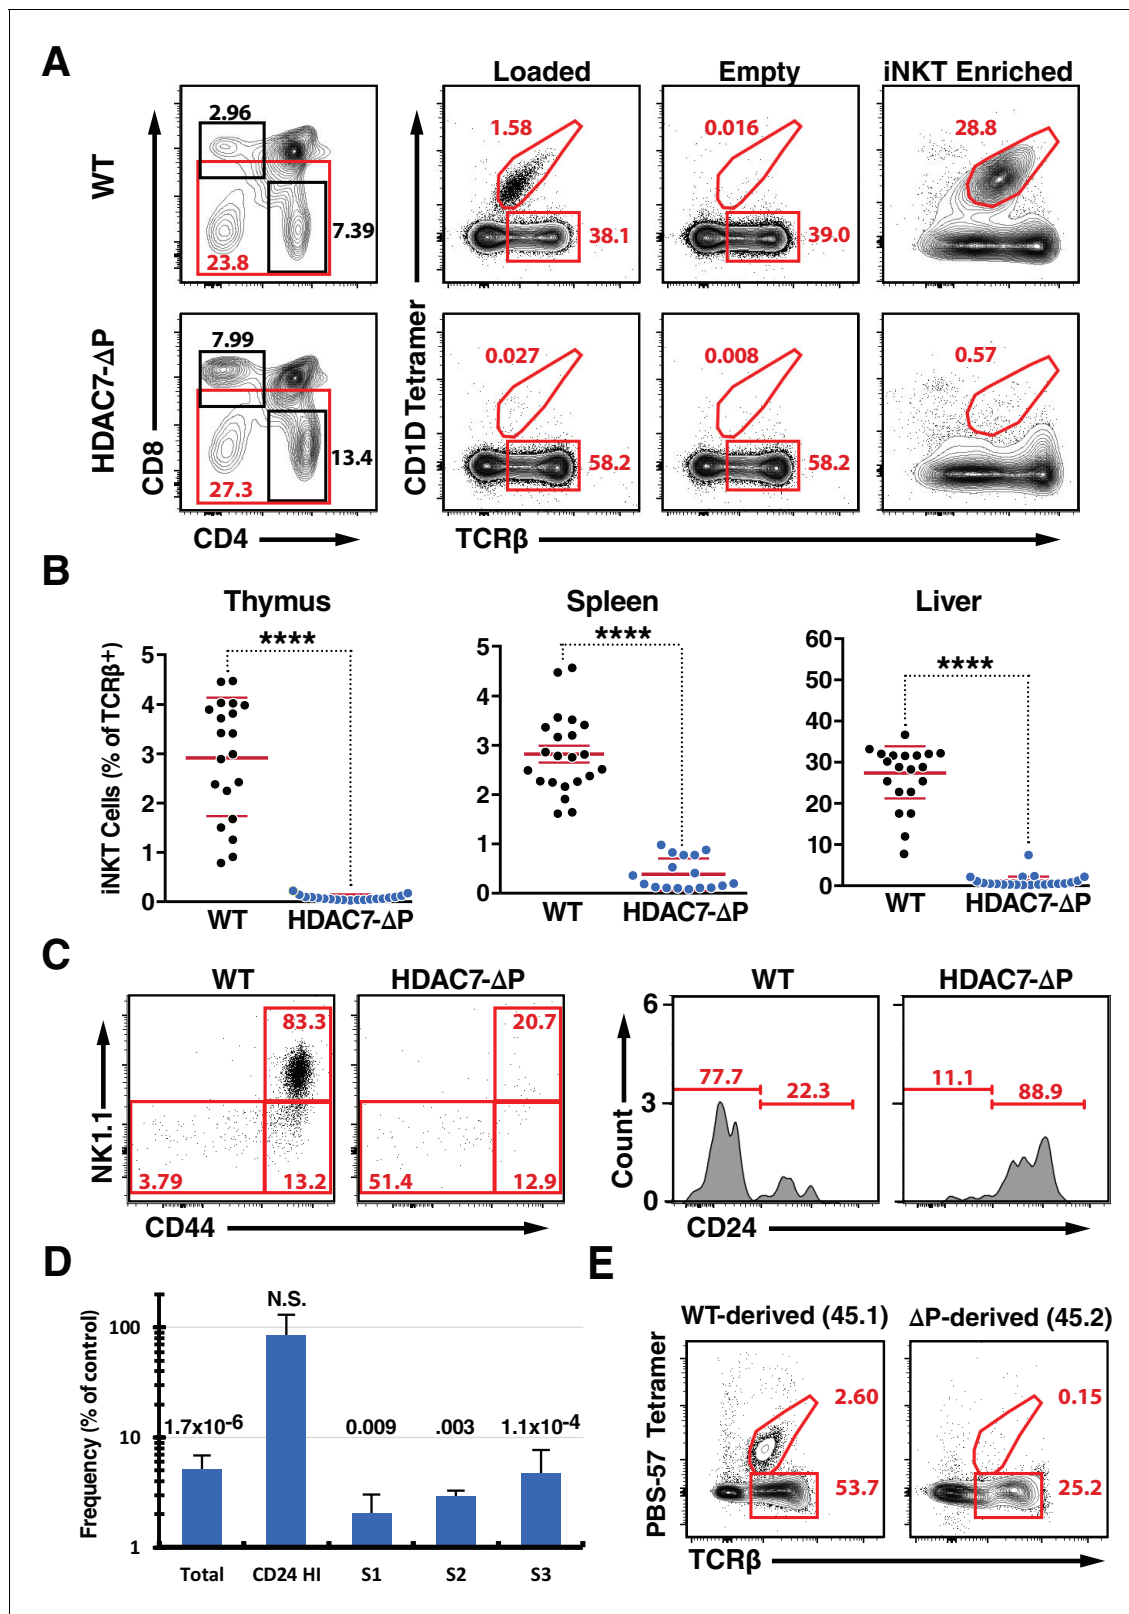 A
Loaded
Empty
iNKT Enriched
WT
2.96
7.39
23.8
1.58
38.1
0.016
39.0
28.8
HDAC7-ΔP
7.99
13.4
27.3
0.027
58.2
0.008
58.2
0.57
CD8
CD4
CD1D Tetramer
TCRβ
B
Thymus
Spleen
Liver
iNKT Cells (% of TCRβ+)
****
5
4
3
2
1
0
WT
HDAC7-ΔP
****
5
4
3
2
1
0
WT
HDAC7-ΔP
****
60
50
40
30
20
10
0
WT
HDAC7-ΔP
C
WT
HDAC7-ΔP
WT
HDAC7-ΔP
NK1.1
83.3
3.79
13.2
20.7
51.4
12.9
CD44
Count
6
3
0
77.7
22.3
11.1
88.9
CD24
D
Frequency (% of control)
100
10
1
1.7x10-6
N.S.
0.009
.003
1.1x10-4
Total
CD24 HI
S1
S2
S3
E
WT-derived (45.1)
ΔP-derived (45.2)
PBS-57 Tetramer
2.60
53.7
0.15
25.2
TCRβ